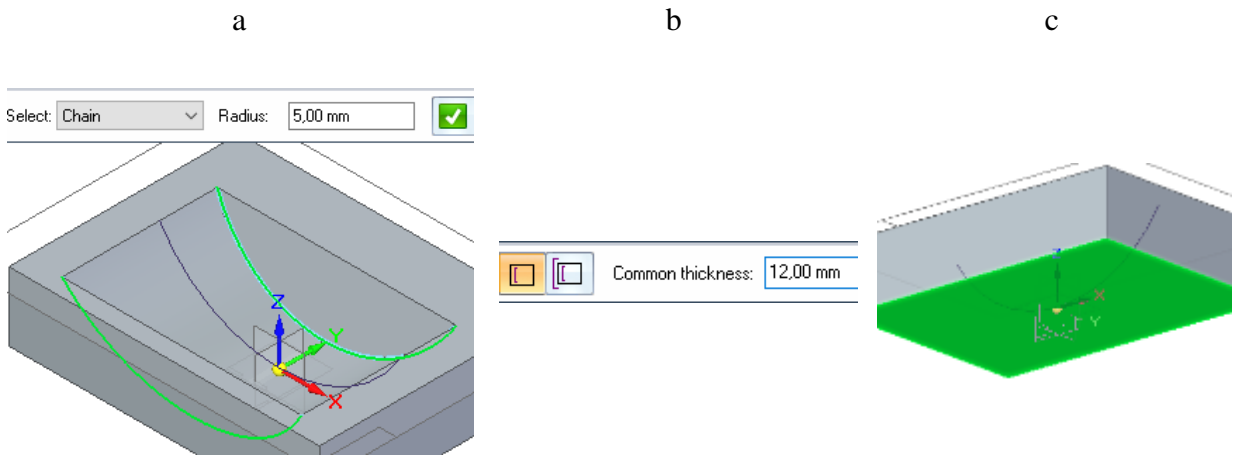 a
b
c
Select: Chain Radius: 5,00 mm
Z
Y
X
Common thickness: 12,00 mm
Z
X
Y